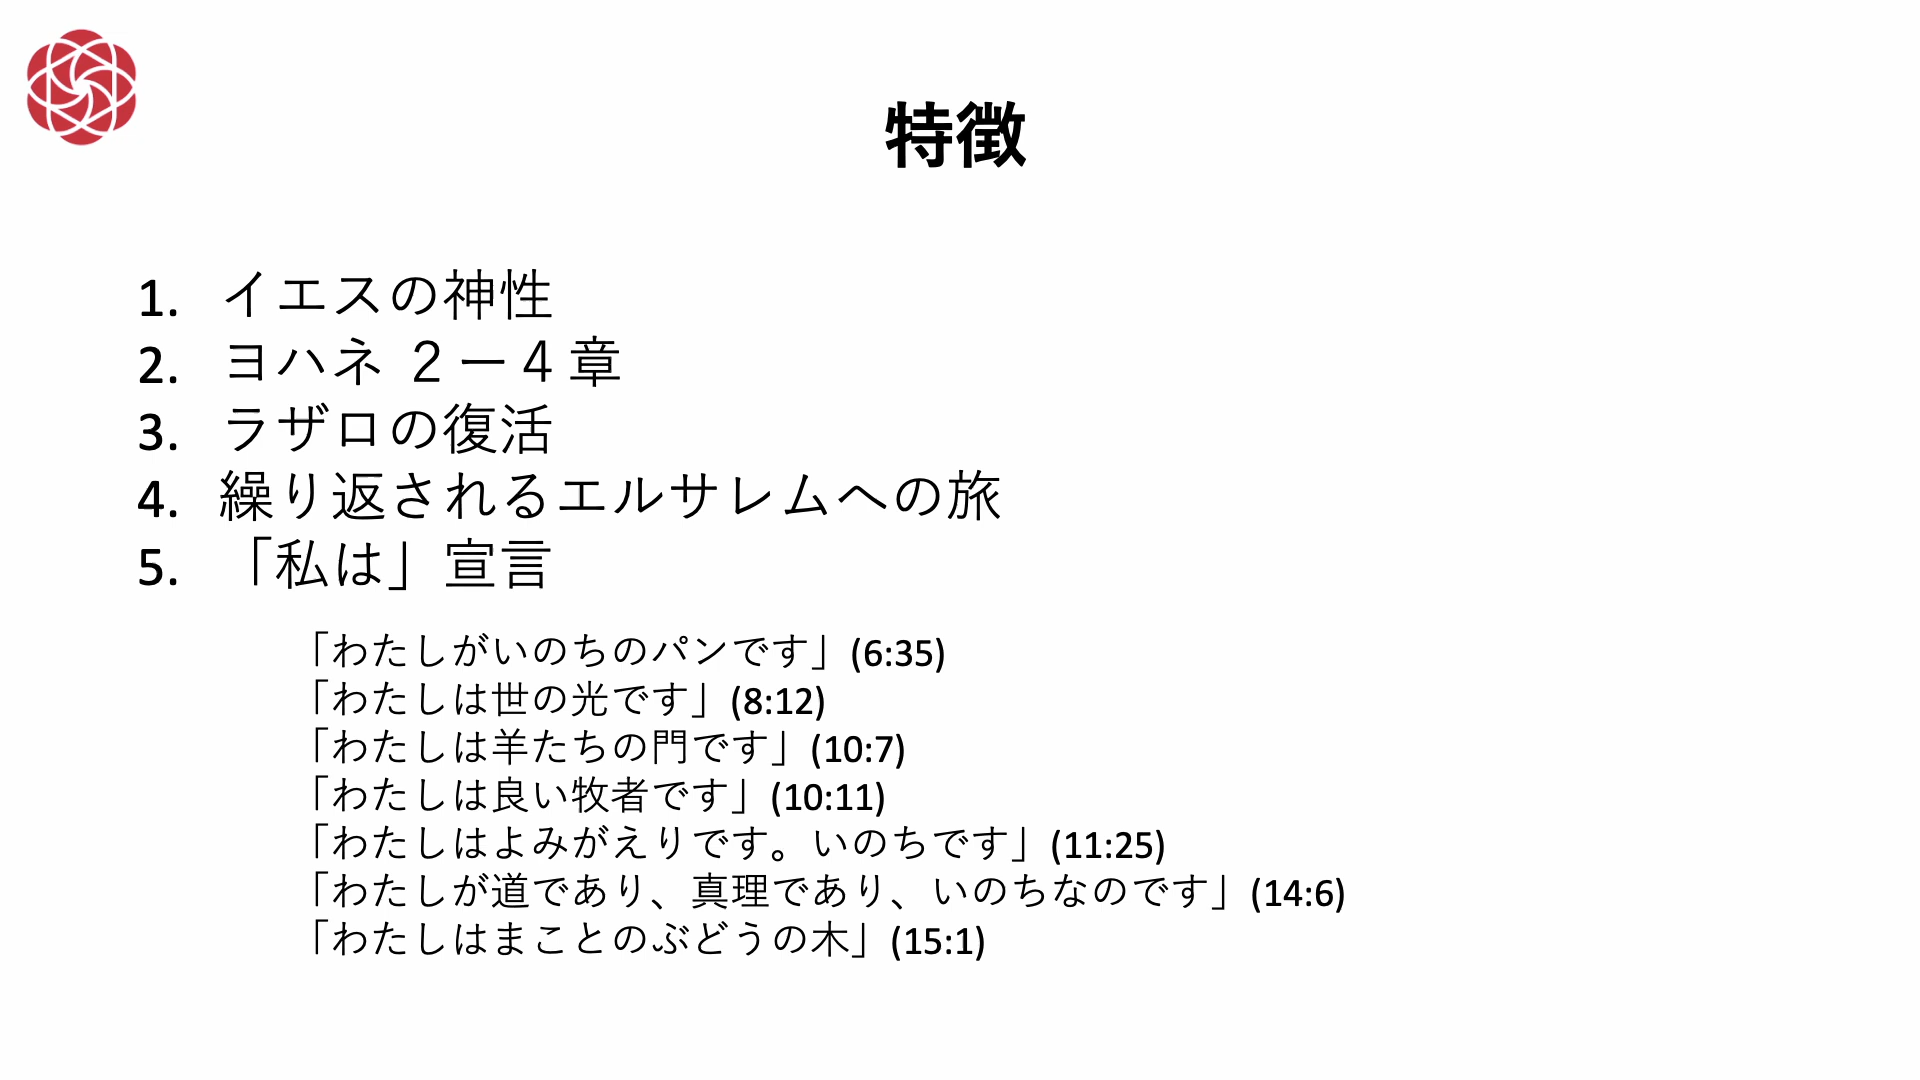 特徴
1. イエスの神性
2. ヨハネ ２ー４章
3. ラザロの復活
4. 繰り返されるエルサレムへの旅
5. 「私は」宣言
「わたしがいのちのパンです」(6:35)
「わたしは世の光です」(8:12)
「わたしは羊たちの門です」(10:7)
「わたしは良い牧者です」(10:11)
「わたしはよみがえりです。いのちです」(11:25)
「わたしが道であり、真理であり、いのちなのです」(14:6)
「わたしはまことのぶどうの木」(15:1)